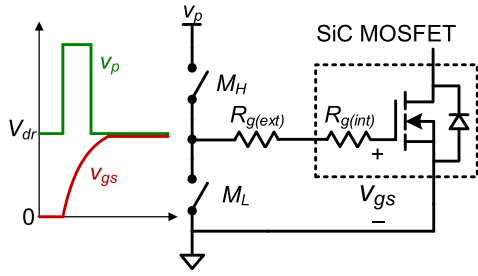 v_p
SiC MOSFET
v_p
M_H
R_g(ext)
R_g(int)
V_dr
v_gs
+
v_gs
M_L
−
0